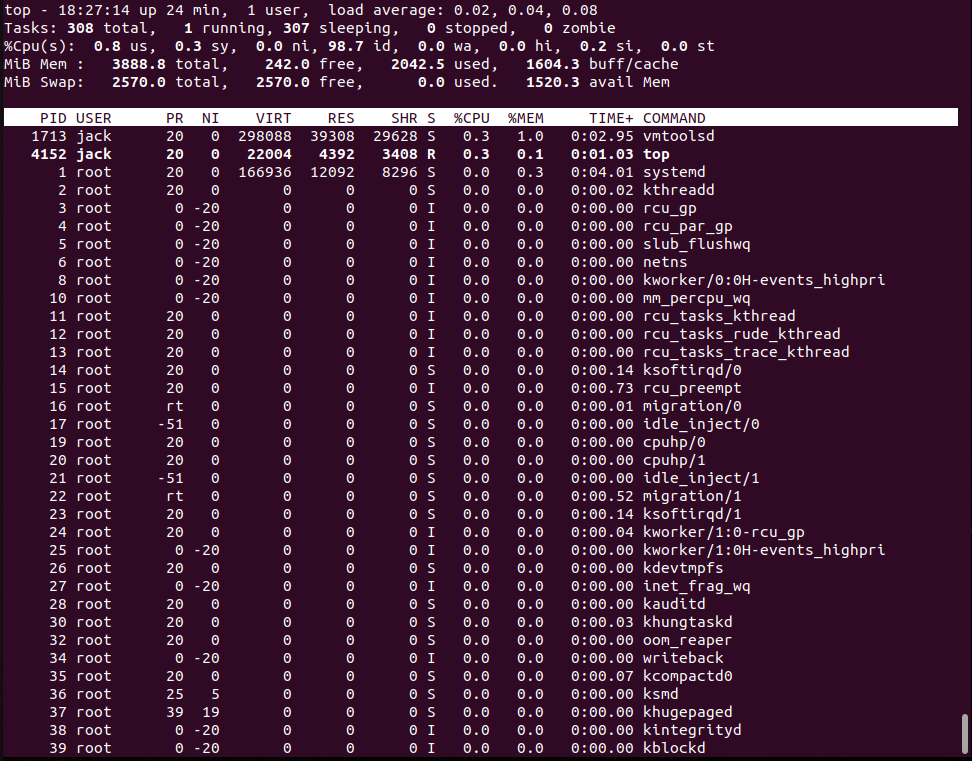 top - 18:27:14 up 24 min,  1 user,  load average: 0.02, 0.04, 0.08
Tasks: 308 total,   1 running, 307 sleeping,   0 stopped,   0 zombie
%Cpu(s):  0.8 us,  0.3 sy,  0.0 ni, 98.7 id,  0.0 wa,  0.0 hi,  0.2 si,  0.0 st
MiB Mem :   3888.8 total,    242.0 free,   2042.5 used,   1604.3 buff/cache
MiB Swap:   2570.0 total,   2570.0 free,      0.0 used.   1520.3 avail Mem
PID USER      PR  NI    VIRT    RES    SHR S  %CPU  %MEM     TIME+ COMMAND
1713 jack      20   0  298088  39308  29628 S   0.3   1.0   0:02.95 vmtoolsd
4152 jack      20   0   22004   4392   3408 R   0.3   0.1   0:01.03 top
1 root      20   0  166936  12092   8296 S   0.0   0.3   0:04.01 systemd
2 root      20   0       0      0      0 S   0.0   0.0   0:00.02 kthreadd
3 root       0 -20       0      0      0 I   0.0   0.0   0:00.00 rcu_gp
4 root       0 -20       0      0      0 I   0.0   0.0   0:00.00 rcu_par_gp
5 root       0 -20       0      0      0 I   0.0   0.0   0:00.00 slub_flushwq
6 root       0 -20       0      0      0 I   0.0   0.0   0:00.00 netns
8 root       0 -20       0      0      0 I   0.0   0.0   0:00.00 kworker/0:0H-events_highpri
10 root       0 -20       0      0      0 I   0.0   0.0   0:00.00 mm_percpu_wq
11 root      20   0       0      0      0 I   0.0   0.0   0:00.00 rcu_tasks_kthread
12 root      20   0       0      0      0 I   0.0   0.0   0:00.00 rcu_tasks_rude_kthread
13 root      20   0       0      0      0 I   0.0   0.0   0:00.00 rcu_tasks_trace_kthread
14 root      20   0       0      0      0 S   0.0   0.0   0:00.14 ksoftirqd/0
15 root      20   0       0      0      0 I   0.0   0.0   0:00.73 rcu_preempt
16 root      rt   0       0      0      0 S   0.0   0.0   0:00.01 migration/0
17 root     -51   0       0      0      0 S   0.0   0.0   0:00.00 idle_inject/0
19 root      20   0       0      0      0 S   0.0   0.0   0:00.00 cpuhp/0
20 root      20   0       0      0      0 S   0.0   0.0   0:00.00 cpuhp/1
21 root     -51   0       0      0      0 S   0.0   0.0   0:00.00 idle_inject/1
22 root      rt   0       0      0      0 S   0.0   0.0   0:00.52 migration/1
23 root      20   0       0      0      0 S   0.0   0.0   0:00.14 ksoftirqd/1
24 root      20   0       0      0      0 I   0.0   0.0   0:00.04 kworker/1:0-rcu_gp
25 root       0 -20       0      0      0 I   0.0   0.0   0:00.00 kworker/1:0H-events_highpri
26 root      20   0       0      0      0 S   0.0   0.0   0:00.00 kdevtmpfs
27 root       0 -20       0      0      0 I   0.0   0.0   0:00.00 inet_frag_wq
28 root      20   0       0      0      0 S   0.0   0.0   0:00.00 kauditd
30 root      20   0       0      0      0 S   0.0   0.0   0:00.03 khungtaskd
32 root      20   0       0      0      0 S   0.0   0.0   0:00.00 oom_reaper
34 root       0 -20       0      0      0 I   0.0   0.0   0:00.00 writeback
35 root      20   0       0      0      0 S   0.0   0.0   0:00.07 kcompactd0
36 root      25   5       0      0      0 S   0.0   0.0   0:00.00 ksmd
37 root      39  19       0      0      0 S   0.0   0.0   0:00.00 khugepaged
38 root       0 -20       0      0      0 I   0.0   0.0   0:00.00 kintegrityd
39 root       0 -20       0      0      0 I   0.0   0.0   0:00.00 kblockd